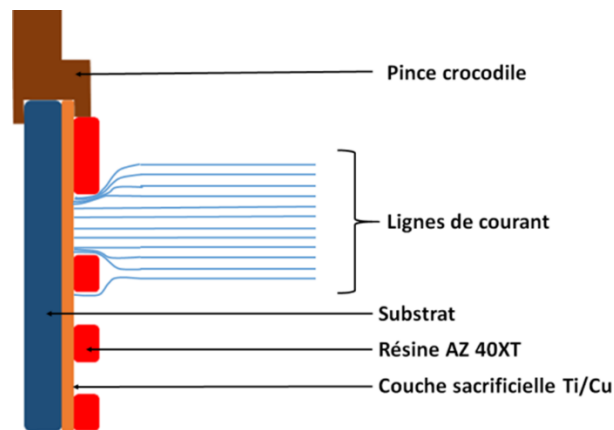 Pince crocodile
Lignes de courant
Substrat
Résine AZ 40XT
Couche sacrificielle Ti/Cu